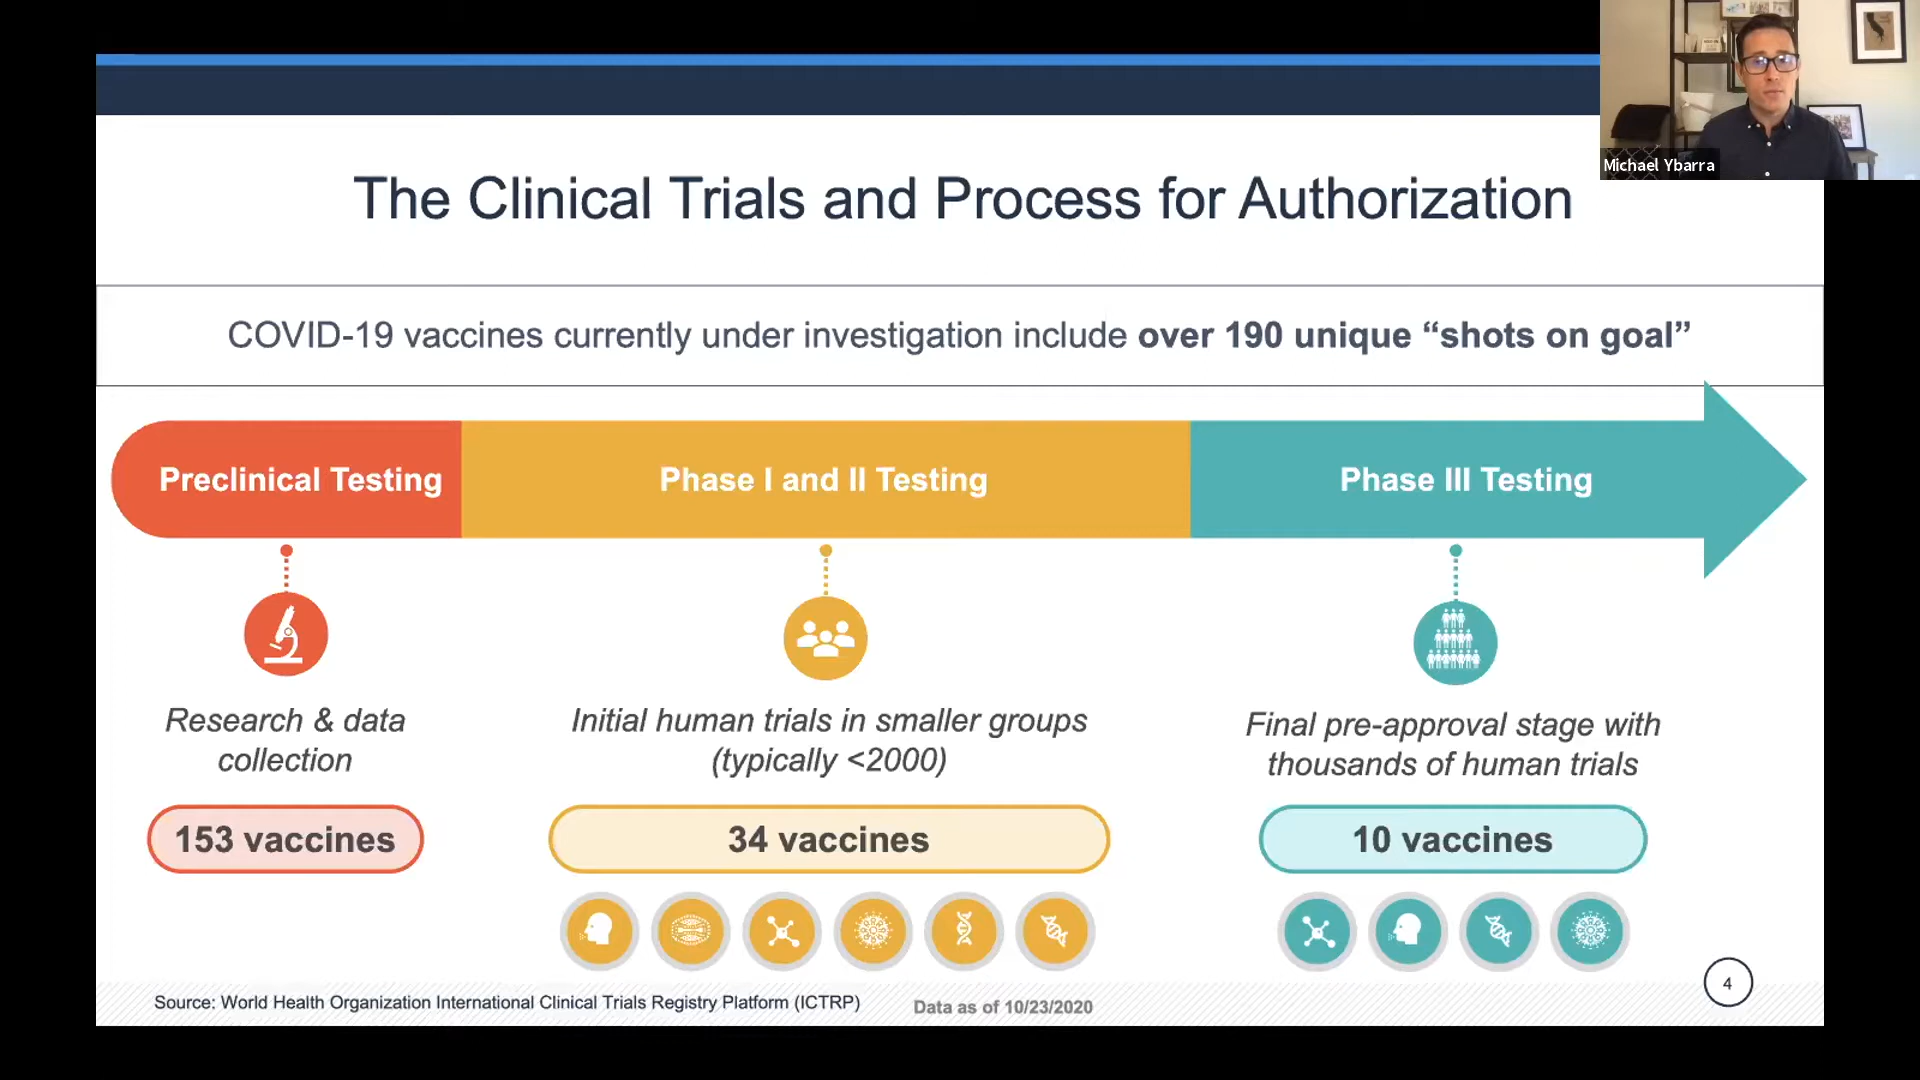 Michael Ybarra
The Clinical Trials and Process for Authorization
COVID-19 vaccines currently under investigation include over 190 unique “shots on goal”
Preclinical Testing
Phase I and II Testing
Phase III Testing
Research & data
collection
Initial human trials in smaller groups
(typically <2000)
Final pre-approval stage with
thousands of human trials
153 vaccines
34 vaccines
10 vaccines
Source: World Health Organization International Clinical Trials Registry Platform (ICTRP)
Data as of 10/23/2020
4